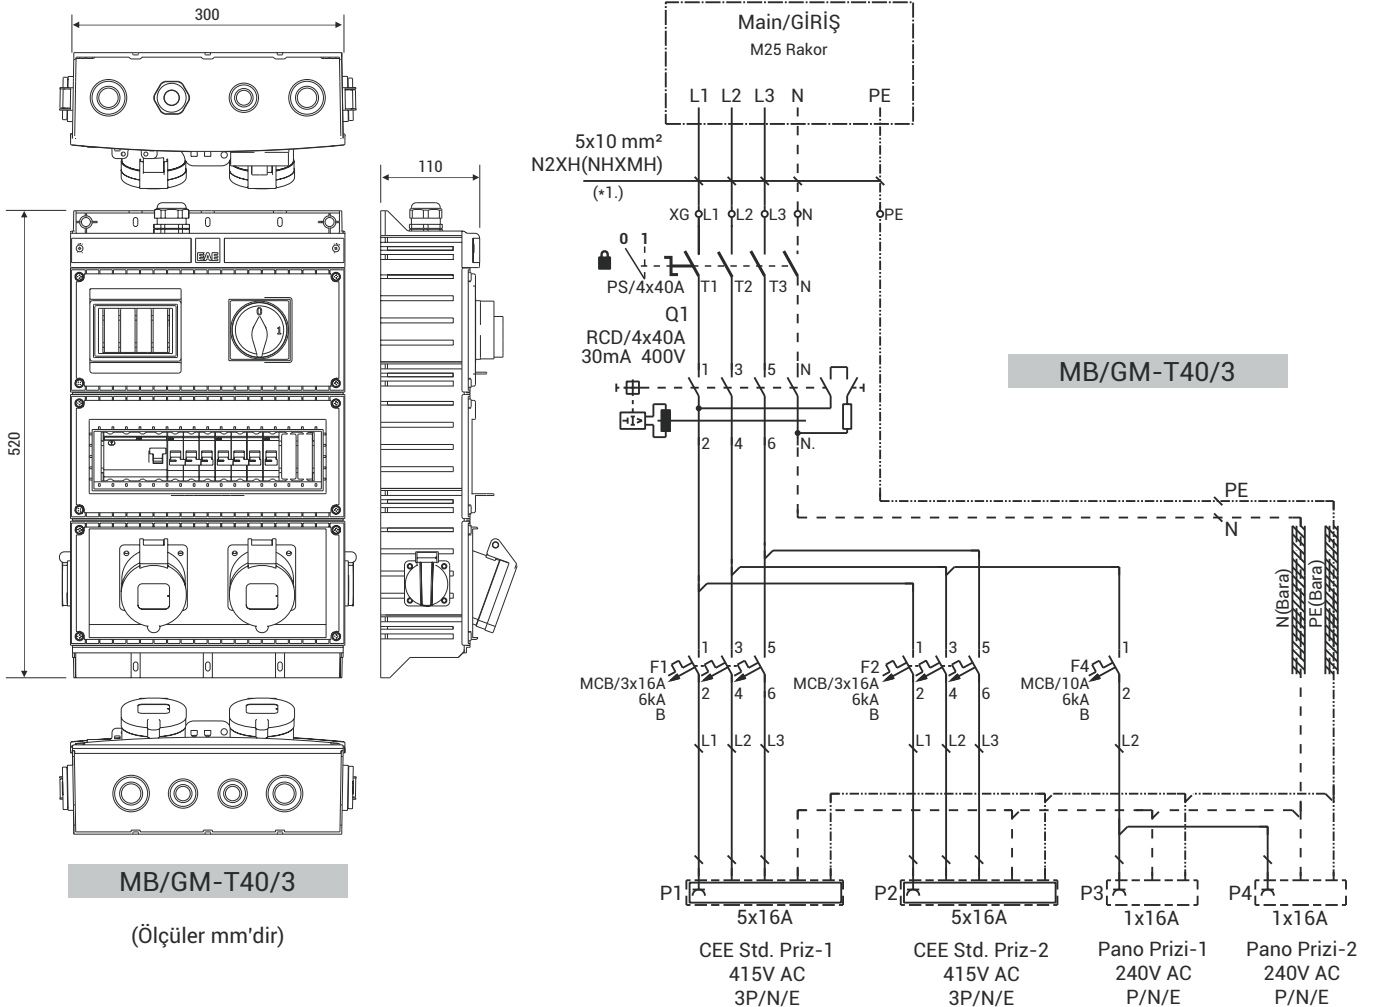 300
110
520
EAE
0
1
MB/GM-T40/3
(Ölçüler mm'dir)
Main/GİRİŞ
M25 Rakor
L1 L2 L3 N PE
5x10 mm²
N2XH(NHXMH)
(*1.)
XG L1 L2 L3 N PE
0 1
PS/4x40A T1 T2 T3 N
Q1
RCD/4x40A
30mA 400V
1 3 5 N
I>
2 4 6 N.
MB/GM-T40/3
PE
N
N(Bara)
PE(Bara)
F1 1 3 5
MCB/3x16A
6kA
B
2 4 6
F2 1 3 5
MCB/3x16A
6kA
B
2 4 6
F4 1
MCB/10A
6kA
B
2
L1 L2 L3
L1 L2 L3
L2
P1
5x16A
CEE Std. Priz-1
415V AC
3P/N/E
P2
5x16A
CEE Std. Priz-2
415V AC
3P/N/E
P3
1x16A
Pano Prizi-1
240V AC
P/N/E
P4
1x16A
Pano Prizi-2
240V AC
P/N/E